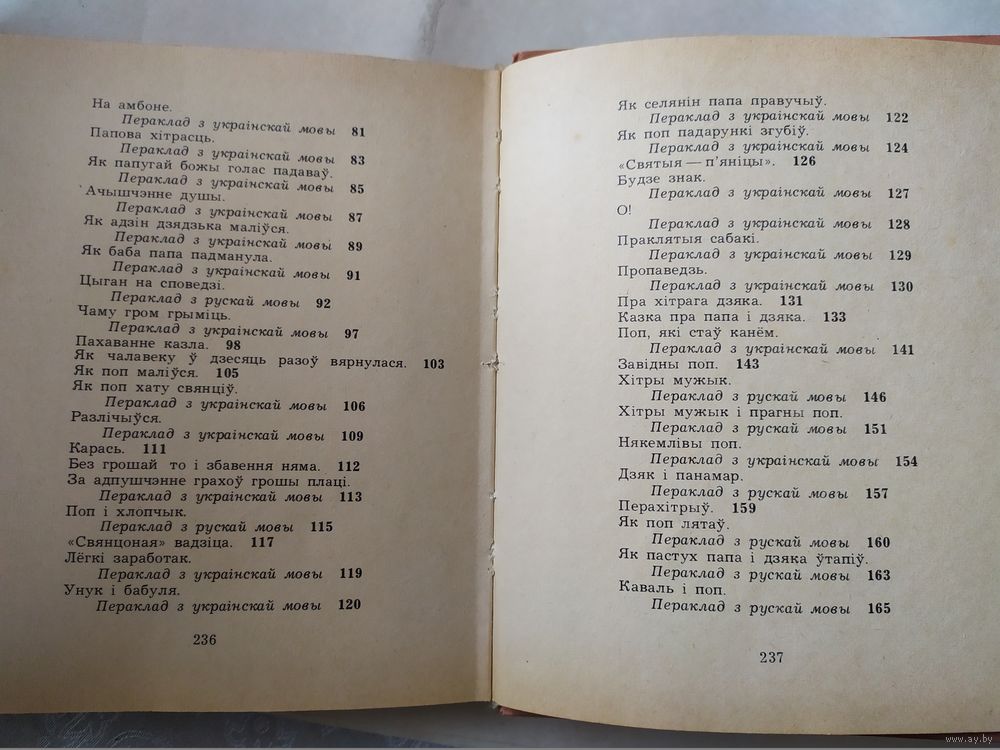 На амбоне.
Пераклад з украінскай мовы 81
Папова хітрасць.
Пераклад з украінскай мовы 83
Як папугай божы голас падаваў.
Пераклад з украінскай мовы 85
Ачышчэнне душы.
Пераклад з украінскай мовы 87
Як адзін дзядзька маліўся.
Пераклад з украінскай мовы 89
Як баба папа падманула.
Пераклад з украінскай мовы 91
Цыган на споведзі.
Пераклад з рускай мовы 92
Чаму гром грыміць.
Пераклад з украінскай мовы 97
Пахаванне казла. 98
Як чалавеку ў дзесяць разоў вярнулася. 103
Як поп маліўся. 105
Як поп хату свянціў.
Пераклад з украінскай мовы 106
Разлічыўся.
Пераклад з украінскай мовы 109
Карась. 111
Без грошай то і збавення няма. 112
За адпушчэнне грахоў грошы плаці.
Пераклад з украінскай мовы 113
Поп і хлопчык.
Пераклад з рускай мовы 115
«Свянцоная» вадзіца. 117
Лёгкі заработак.
Пераклад з украінскай мовы 119
Унук і бабуля.
Пераклад з украінскай мовы 120
236
Як селянін папа правучыў.
Пераклад з украінскай мовы 122
Як поп падарункі згубіў.
Пераклад з украінскай мовы 124
«Святыя — п'яніцы». 126
Будзе знак.
Пераклад з украінскай мовы 127
О!
Пераклад з украінскай мовы 128
Праклятыя сабакі.
Пераклад з украінскай мовы 129
Пропаведзь.
Пераклад з украінскай мовы 130
Пра хітрага дзяка. 131
Казка пра папа і дзяка. 133
Поп, які стаў канём.
Пераклад з украінскай мовы 141
Завідны поп. 143
Хітры мужык.
Пераклад з рускай мовы 146
Хітры мужык і прагны поп.
Пераклад з рускай мовы 151
Някемлівы поп.
Пераклад з украінскай мовы 154
Дзяк і панамар.
Пераклад з рускай мовы 157
Перахітрыў. 159
Як поп лятаў.
Пераклад з рускай мовы 160
Як пастух папа і дзяка ўтапіў.
Пераклад з рускай мовы 163
Каваль і поп.
Пераклад з рускай мовы 165
237
www.ay.by